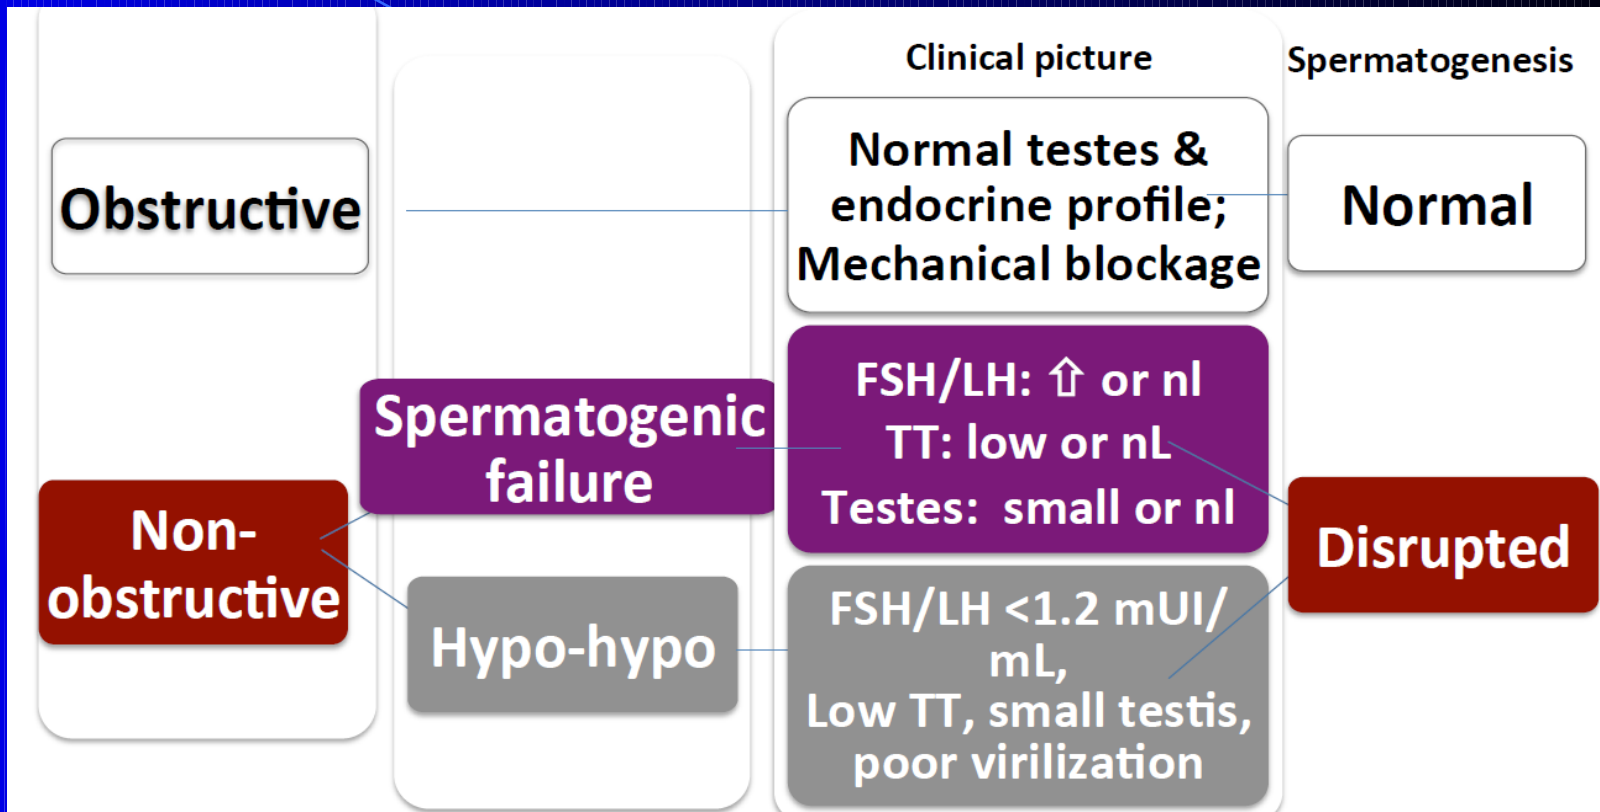 Clinical picture
Spermatogenesis
Obstructive
Normal testes &
endocrine profile;
Mechanical blockage
Normal
Non-
obstructive
Spermatogenic
failure
FSH/LH: ⇧ or nl
TT: low or nL
Testes: small or nl
Disrupted
Hypo-hypo
FSH/LH <1.2 mUI/
mL,
Low TT, small testis,
poor virilization